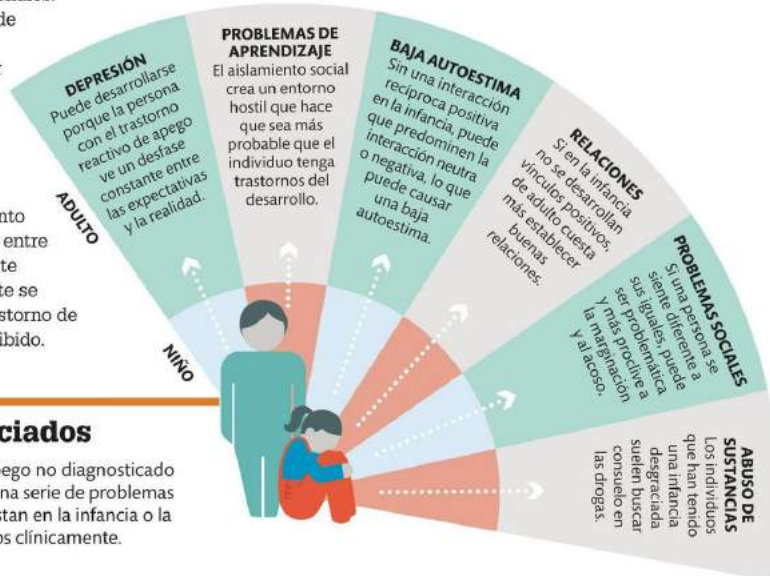 de
nto
entre
te
te se
storno de
ibido.
ciados
ego no diagnosticado
na serie de problemas
stan en la infancia o la
os clínicamente.
ADULTO
NIÑO
DEPRESIÓN
Puede desarrollarse
porque la persona
con el trastorno
reactivo de apego
ve un desfase
constante entre
las expectativas
y la realidad.
PROBLEMAS DE
APRENDIZAJE
El aislamiento social
crea un entorno
hostil que hace
que sea más
probable que el
individuo tenga
trastornos del
desarrollo.
BAJA AUTOESTIMA
Sin una interacción
recíproca positiva
en la infancia, puede
que predominen la
interacción neutra
o negativa, lo que
puede causar
una baja
autoestima.
RELACIONES
Si en la infancia
no se desarrollan
vínculos positivos,
de adulto cuesta
más establecer
buenas
relaciones.
PROBLEMAS SOCIALES
Si una persona se
siente diferente a
sus iguales, puede
ser problemática
y más proclive a
la marginación
y al acoso.
ABUSO DE
SUSTANCIAS
Los individuos
que han tenido
una infancia
desgraciada
suelen buscar
consuelo en
las drogas.